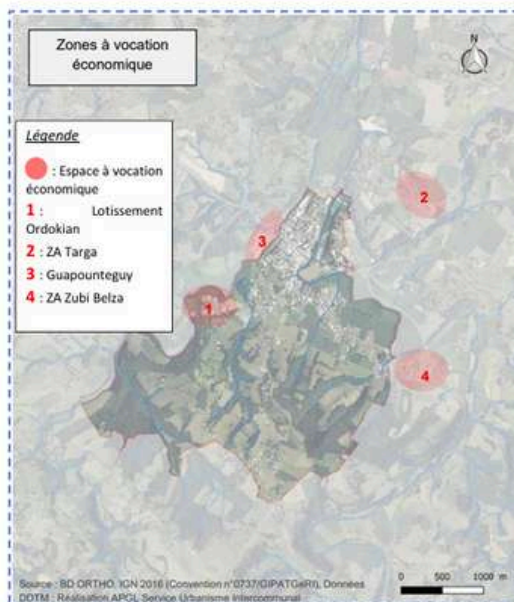 Zones à vocation
économique
N
Légende
: Espace à vocation
économique
1 : Lotissement
Ordokian
2 : ZA Targa
3 : Guapounteguy
4 : ZA Zubi Belza
2
3
1
4
Source : BD ORTHO, IGN 2016 (Convention n°0737/GIPATGeRI), Données
DDTM ; Réalisation APGL Service Urbanisme Intercommunal
0 500 1000 m